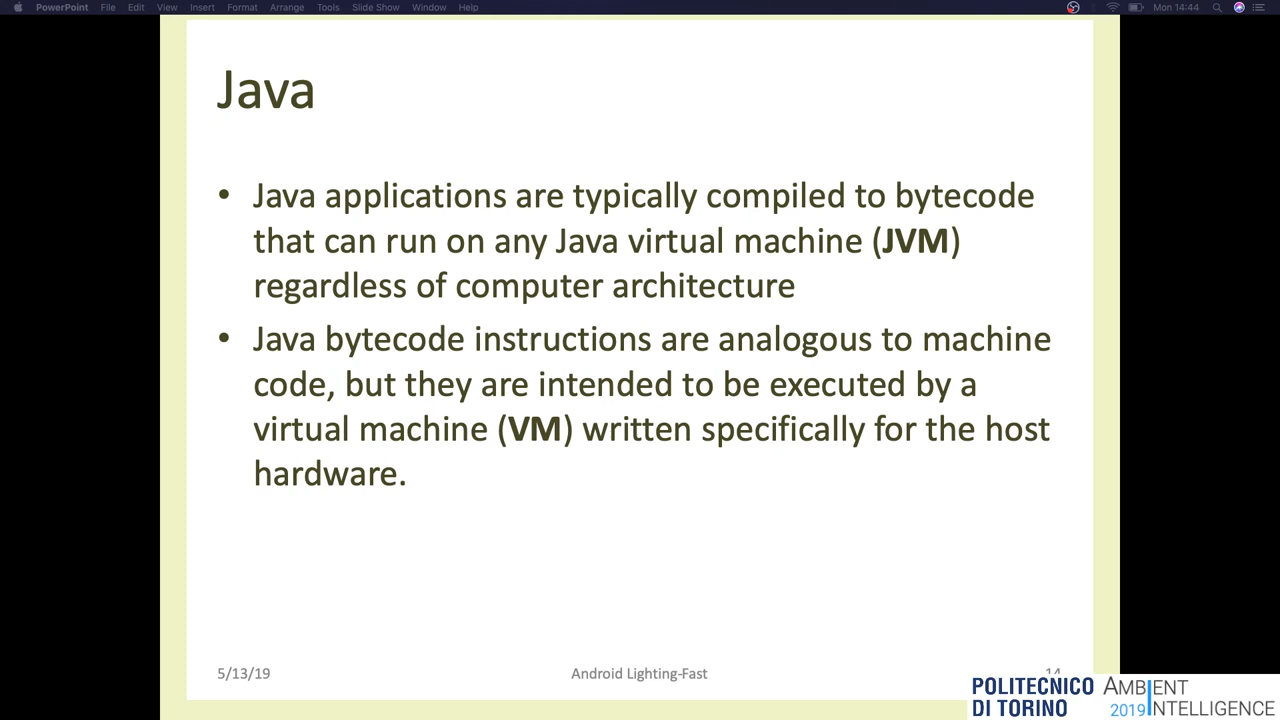 PowerPoint File Edit View Insert Format Arrange Tools Slide Show Window Help Mon 14:44
Java
• Java applications are typically compiled to bytecode
that can run on any Java virtual machine (JVM)
regardless of computer architecture
• Java bytecode instructions are analogous to machine
code, but they are intended to be executed by a
virtual machine (VM) written specifically for the host
hardware.
5/13/19 Android Lighting-Fast 14
POLITECNICO
DI TORINO
AMBIENT
2019 INTELLIGENCE